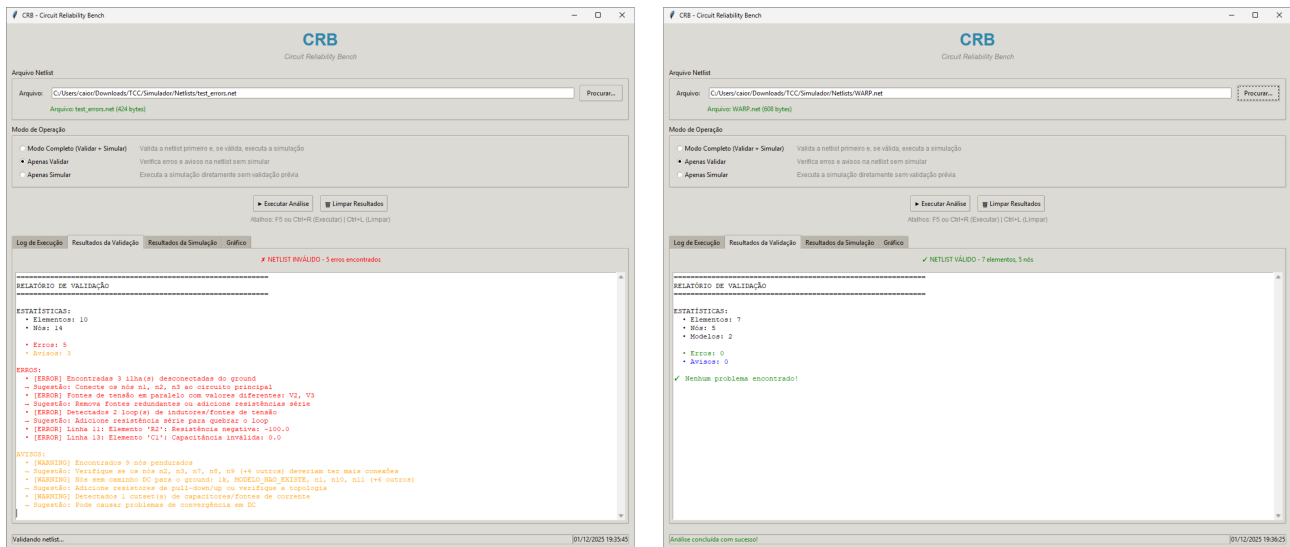 CRB - Circuit Reliability Bench
CRB
Circuit Reliability Bench
Arquivo Netlist
Arquivo: C:/Users/caior/Downloads/TCC/Simulador/Netlists/test_errors.net Procurar...
Arquivo: test_errors.net (424 bytes)
Modo de Operação
Modo Completo (Validar + Simular) Valida a netlist primeiro e, se válida, executa a simulação
Apenas Validar Verifica erros e avisos na netlist sem simular
Apenas Simular Executa a simulação diretamente sem validação prévia
Executar Análise Limpar Resultados
Atalhos: F5 ou Ctrl+R (Executar) | Ctrl+L (Limpar)
Log de Execução Resultados da Validação Resultados da Simulação Gráfico
✗ NETLIST INVÁLIDO - 5 erros encontrados
============================================================
RELATÓRIO DE VALIDAÇÃO
============================================================
ESTATÍSTICAS:
• Elementos: 10
• Nós: 14
• Erros: 5
• Avisos: 3
ERROS:
• [ERROR] Encontradas 3 ilha(s) desconectadas do ground
→ Sugestão: Conecte os nós n1, n2, n3 ao circuito principal
• [ERROR] Fontes de tensão em paralelo com valores diferentes: V2, V3
→ Sugestão: Remova fontes redundantes ou adicione resistências série
• [ERROR] Detectados 2 loop(s) de indutores/fontes de tensão
→ Sugestão: Adicione resistência série para quebrar o loop
• [ERROR] Linha 11: Elemento 'R2': Resistência negativa: -100.0
• [ERROR] Linha 13: Elemento 'C1': Capacitância inválida: 0.0
AVISOS:
• [WARNING] Encontrados 9 nós pendurados
→ Sugestão: Verifique se os nós n2, n3, n7, n8, n9 (+4 outros) deveriam ter mais conexões
• [WARNING] Nós sem caminho DC para o ground: 1k, MODELO_NAO_EXISTE, n1, n10, n11 (+6 outros)
→ Sugestão: Adicione resistores de pull-down/up ou verifique a topologia
• [WARNING] Detectados 1 cutset(s) de capacitores/fontes de corrente
→ Sugestão: Pode causar problemas de convergência em DC
Validando netlist... 01/12/2025 19:35:45
CRB - Circuit Reliability Bench
CRB
Circuit Reliability Bench
Arquivo Netlist
Arquivo: C:/Users/caior/Downloads/TCC/Simulador/Netlists/WARP.net Procurar...
Arquivo: WARP.net (608 bytes)
Modo de Operação
Modo Completo (Validar + Simular) Valida a netlist primeiro e, se válida, executa a simulação
Apenas Validar Verifica erros e avisos na netlist sem simular
Apenas Simular Executa a simulação diretamente sem validação prévia
Executar Análise Limpar Resultados
Atalhos: F5 ou Ctrl+R (Executar) | Ctrl+L (Limpar)
Log de Execução Resultados da Validação Resultados da Simulação Gráfico
✓ NETLIST VÁLIDO - 7 elementos, 5 nós
============================================================
RELATÓRIO DE VALIDAÇÃO
============================================================
ESTATÍSTICAS:
• Elementos: 7
• Nós: 5
• Modelos: 2
• Erros: 0
• Avisos: 0
✓ Nenhum problema encontrado!
Análise concluída com sucesso! 01/12/2025 19:36:25